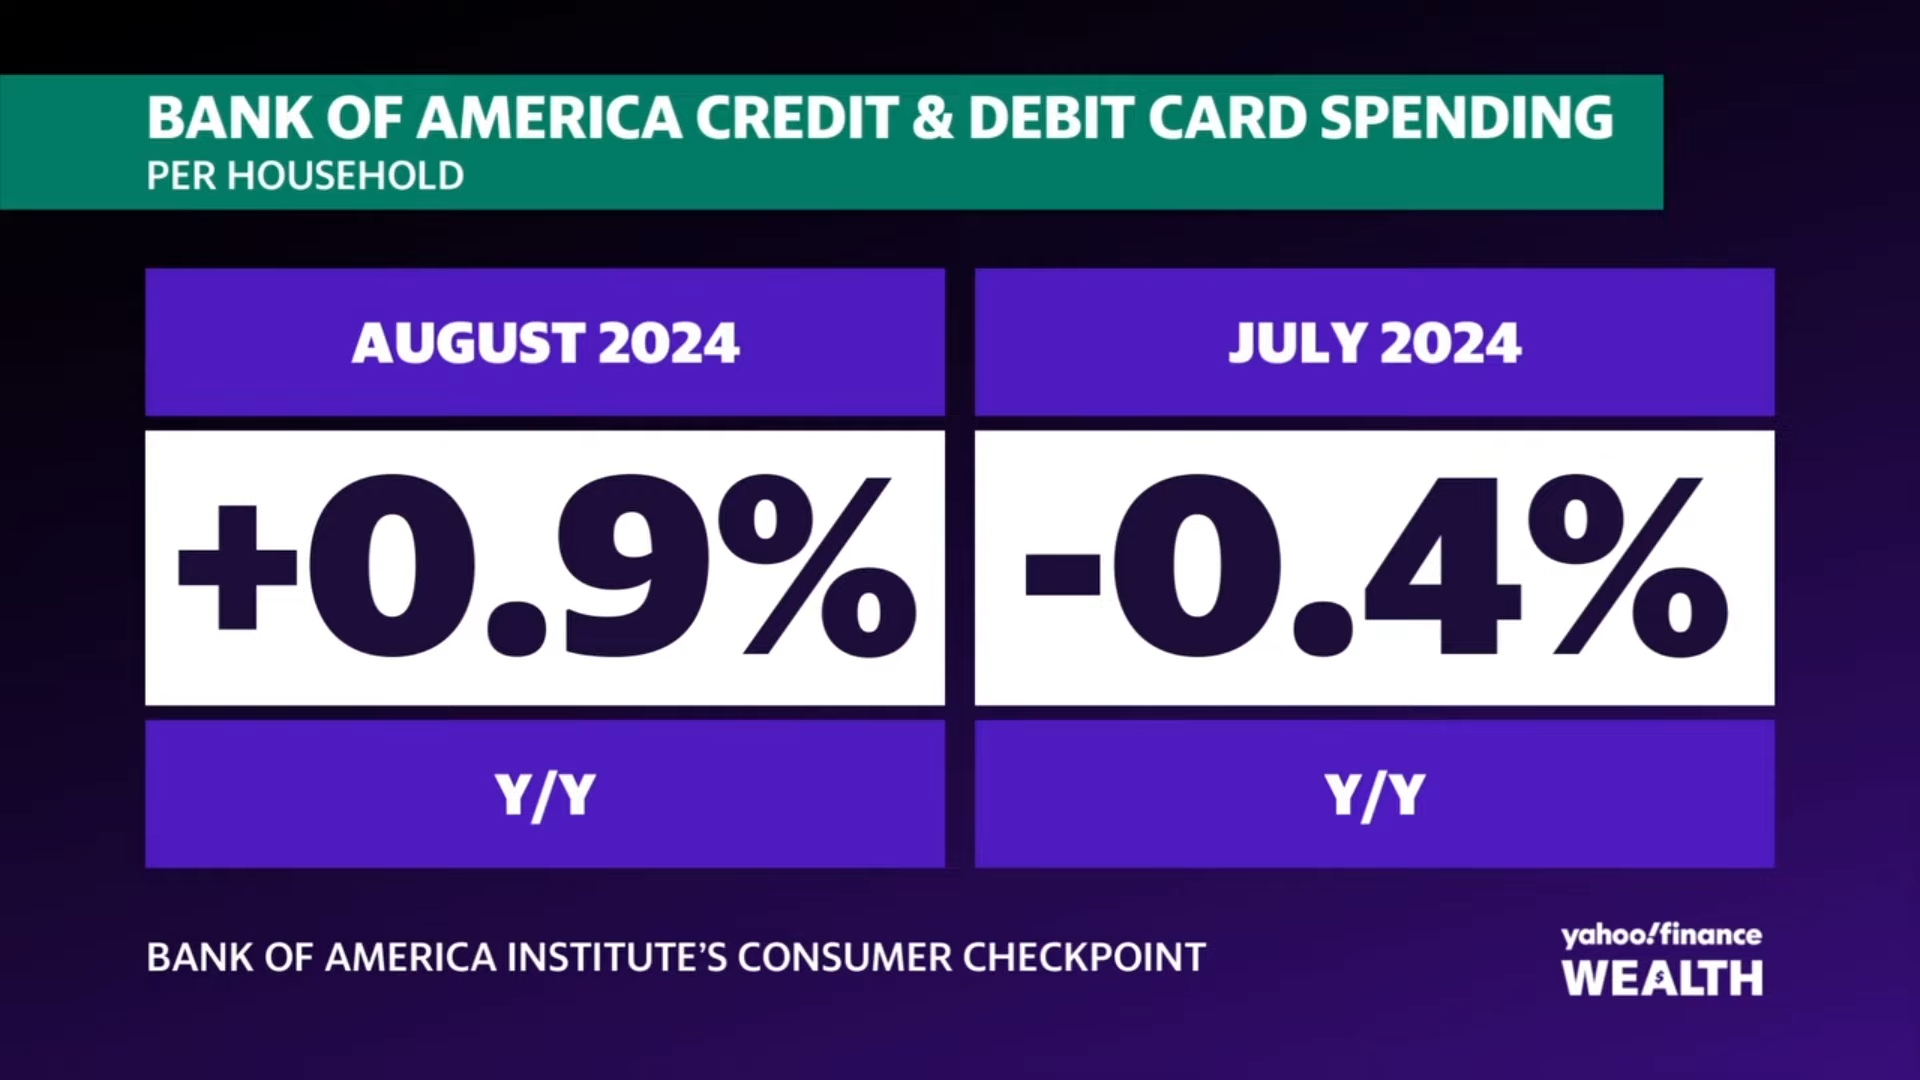 BANK OF AMERICA CREDIT & DEBIT CARD SPENDING
PER HOUSEHOLD
AUGUST 2024
+0.9%
Y/Y
JULY 2024
-0.4%
Y/Y
BANK OF AMERICA INSTITUTE’S CONSUMER CHECKPOINT
yahoo!finance
WEALTH